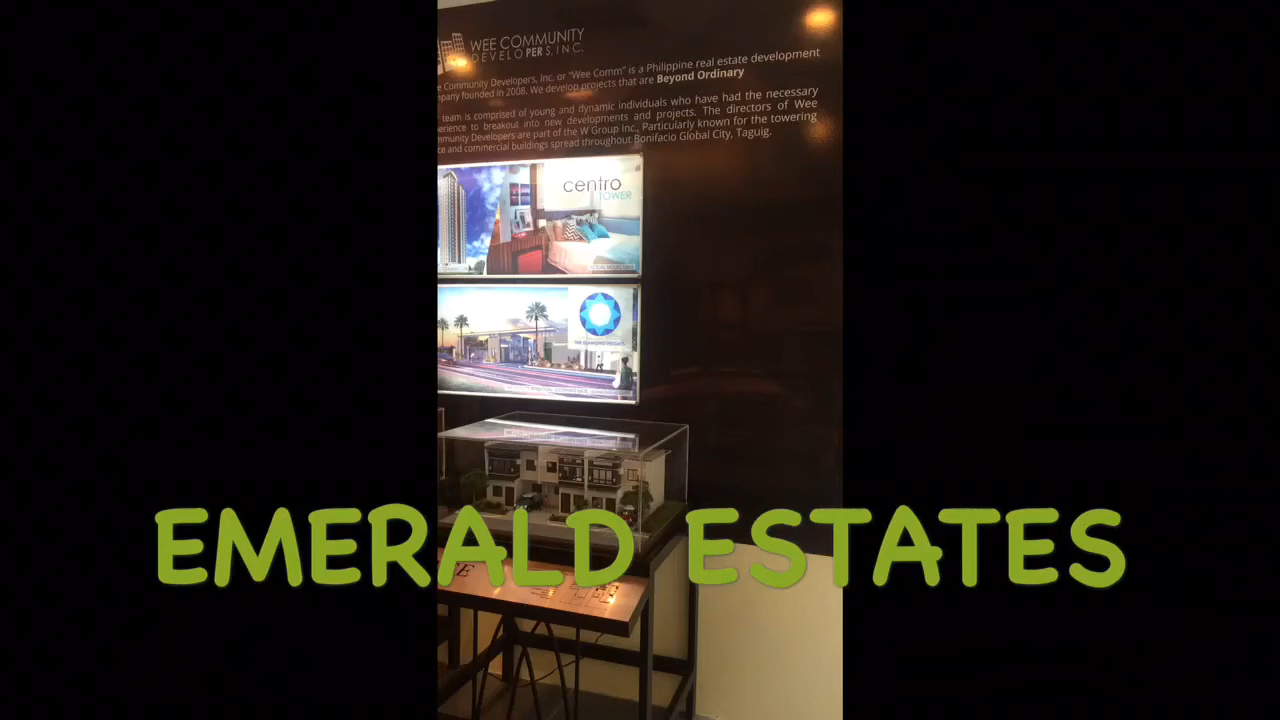 WEE COMMUNITY
DEVELOPERS, INC.
Community Developers, Inc. or “Wee Comm” is a Philippine real estate development
founded in 2008. We develop projects that are Beyond Ordinary
team is comprised of young and dynamic individuals who have had the necessary
to breakout into new developments and projects. The directors of Wee
Developers are part of the W Group Inc., Particularly known for the towering
and commercial buildings spread throughout Bonifacio Global City, Taguig.
centro
TOWER
THE DIAMOND HEIGHTS
EMERALD ESTATES